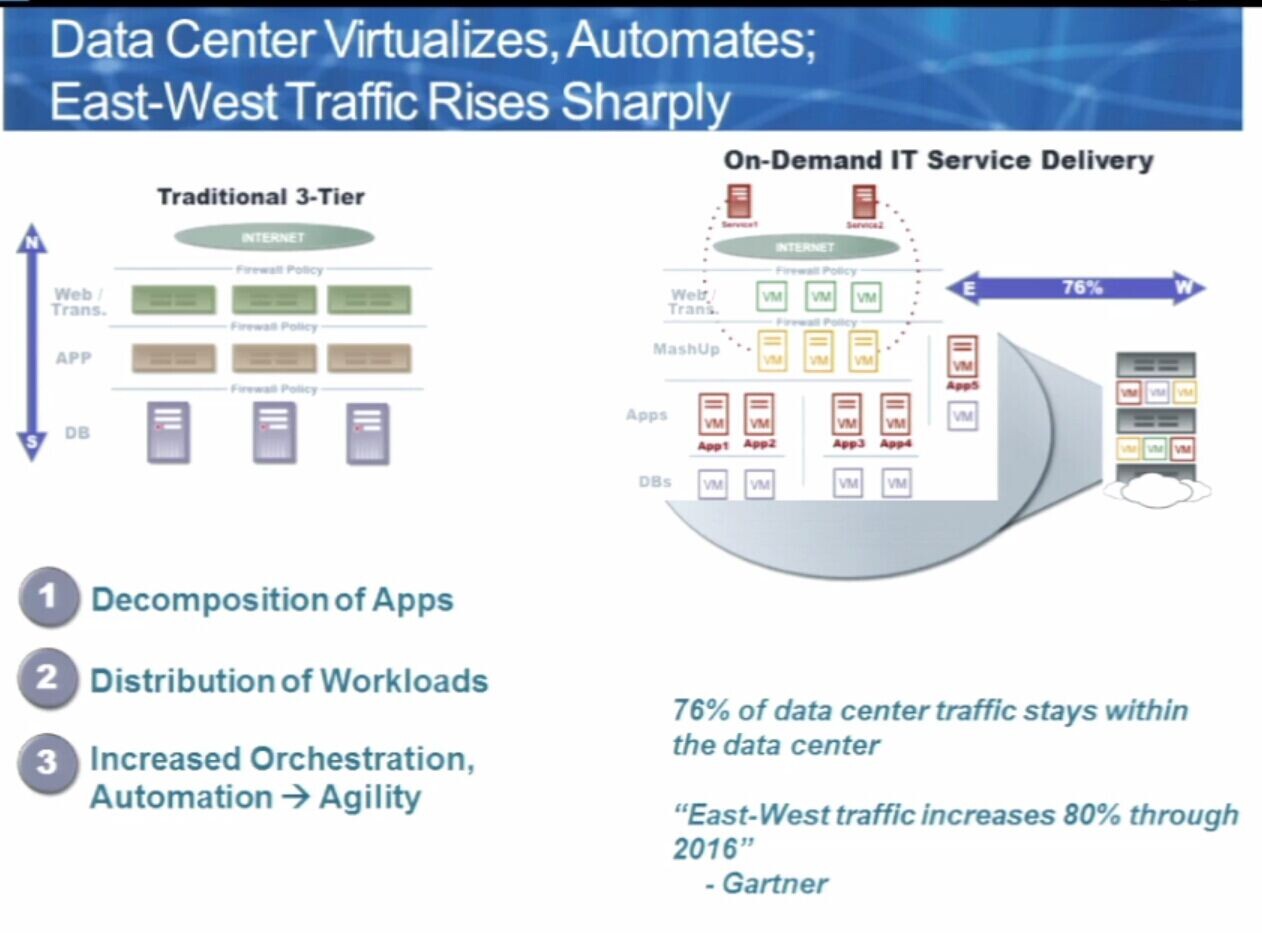 Data Center Virtualizes, Automates;
East-West Traffic Rises Sharply
Traditional 3-Tier
N
S
INTERNET
Firewall Policy
Web /
Trans.
Firewall Policy
APP
Firewall Policy
DB
On-Demand IT Service Delivery
Service1
Service2
INTERNET
Firewall Policy
Web /
Trans.
VM VM VM
Firewall Policy
MashUp
VM VM VM
E 76% W
VM
App5
VM
Apps
VM VM VM VM
App1 App2 App3 App4
DBs
VM VM VM VM
VM VM VM
VM VM VM
1 Decomposition of Apps
2 Distribution of Workloads
3 Increased Orchestration,
Automation → Agility
76% of data center traffic stays within
the data center
“East-West traffic increases 80% through
2016”
- Gartner